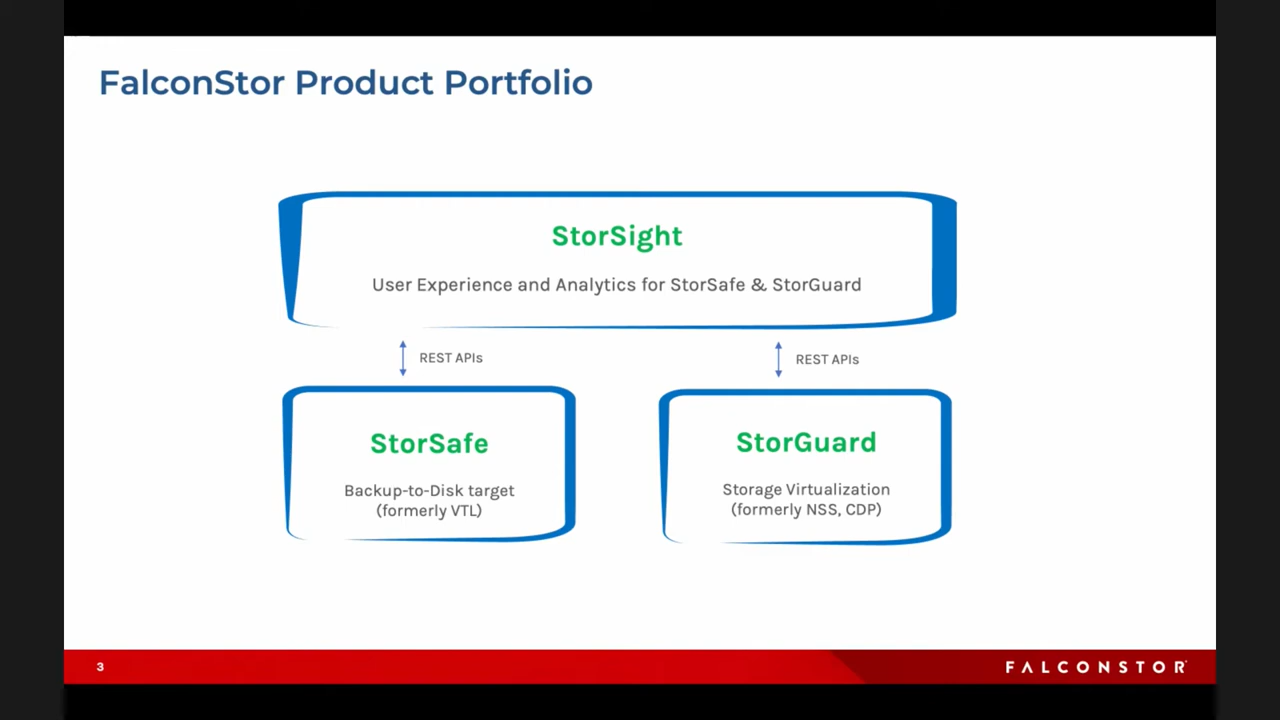 FalconStor Product Portfolio
StorSight
User Experience and Analytics for StorSafe & StorGuard
REST APIs
REST APIs
StorSafe
Backup-to-Disk target
(formerly VTL)
StorGuard
Storage Virtualization
(formerly NSS, CDP)
3
FALCONSTOR